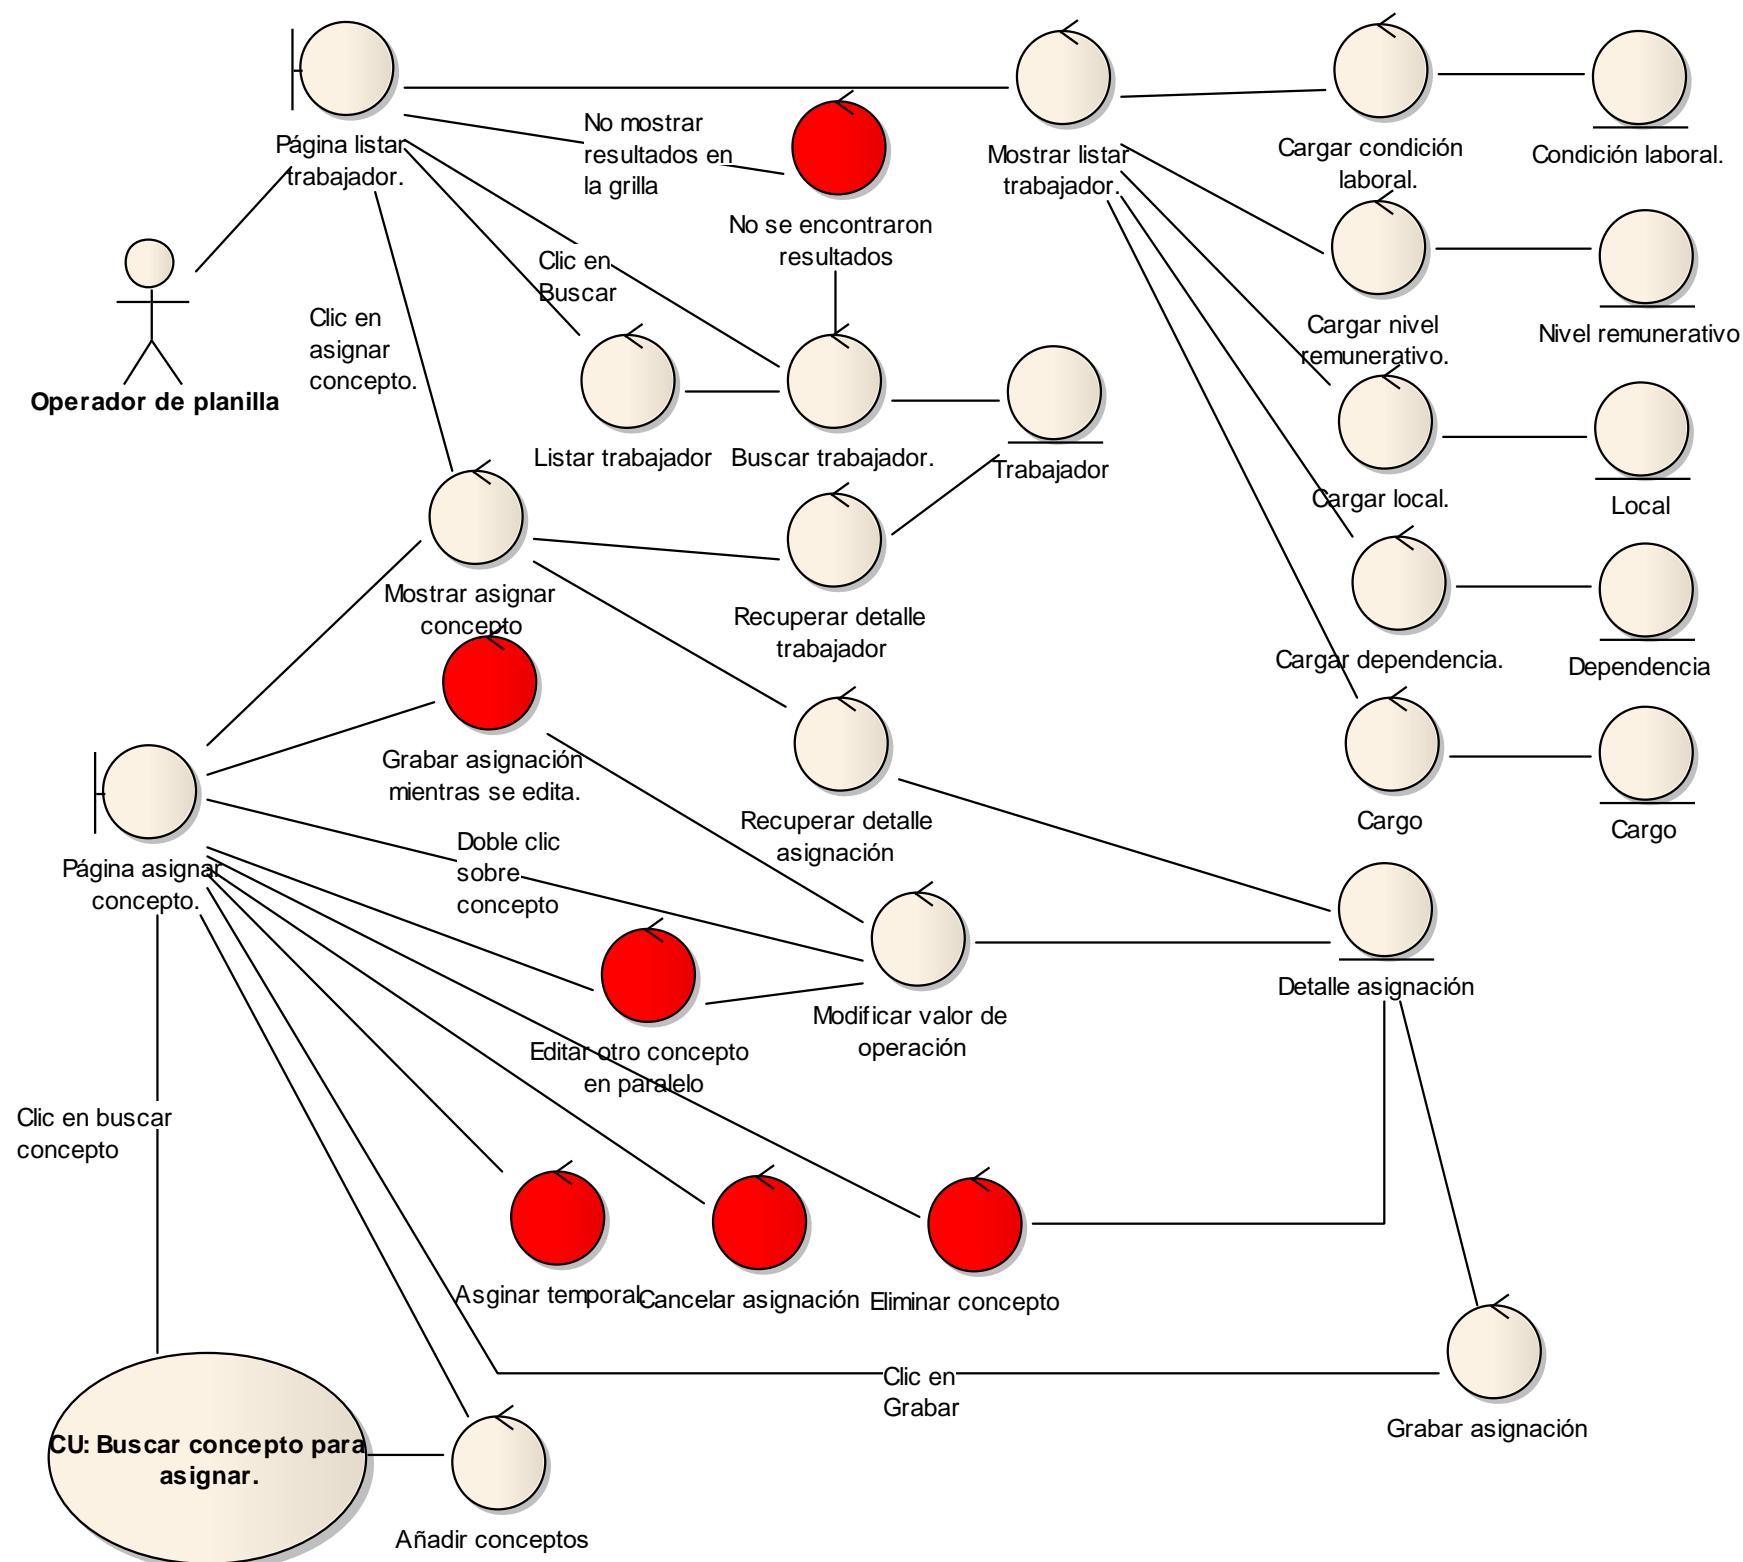 Página listar
trabajador.
No mostrar
resultados en
la grilla
No se encontraron
resultados
Mostrar listar
trabajador.
Cargar condición
laboral.
Condición laboral.
Operador de planilla
Clic en
asignar
concepto.
Clic en
Buscar
Cargar nivel
remunerativo.
Nivel remunerativo
Listar trabajador
Buscar trabajador.
Trabajador
Cargar local.
Local
Mostrar asignar
concepto
Recuperar detalle
trabajador
Cargar dependencia.
Dependencia
Grabar asignación
mientras se edita.
Recuperar detalle
asignación
Cargo
Cargo
Página asignar
concepto.
Doble clic
sobre
concepto
Modificar valor de
operación
Detalle asignación
Editar otro concepto
en paralelo
Clic en buscar
concepto
Asginar temporal.
Cancelar asignación
Eliminar concepto
Clic en
Grabar
Grabar asignación
CU: Buscar concepto para
asignar.
Añadir conceptos